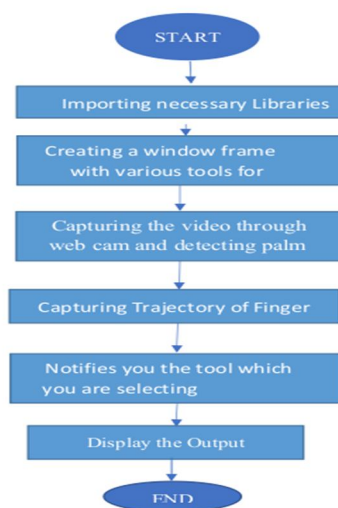 START
Importing necessary Libraries
Creating a window frame
with various tools for
Capturing the video through
web cam and detecting palm
Capturing Trajectory of Finger
Notifies you the tool which
you are selecting
Display the Output
END